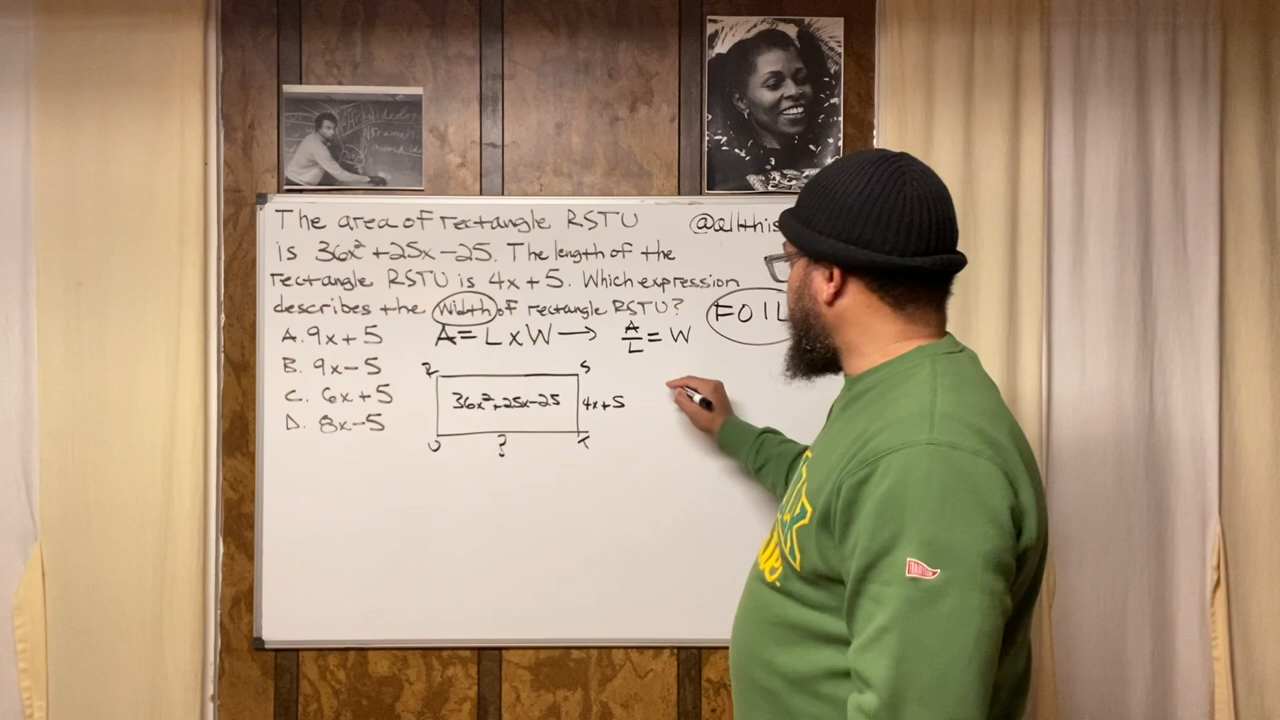 The area of rectangle RSTU @allthis
is 36x²+25x-25. The length of the
rectangle RSTU is 4x+5. Which expression
describes the Width of rectangle RSTU? FOIL
A. 9x+5 A=LxW→ A/L=W
B. 9x-5
R S
C. 6x+5 36x²+25x-25 4x+5
D. 8x-5
U ? T